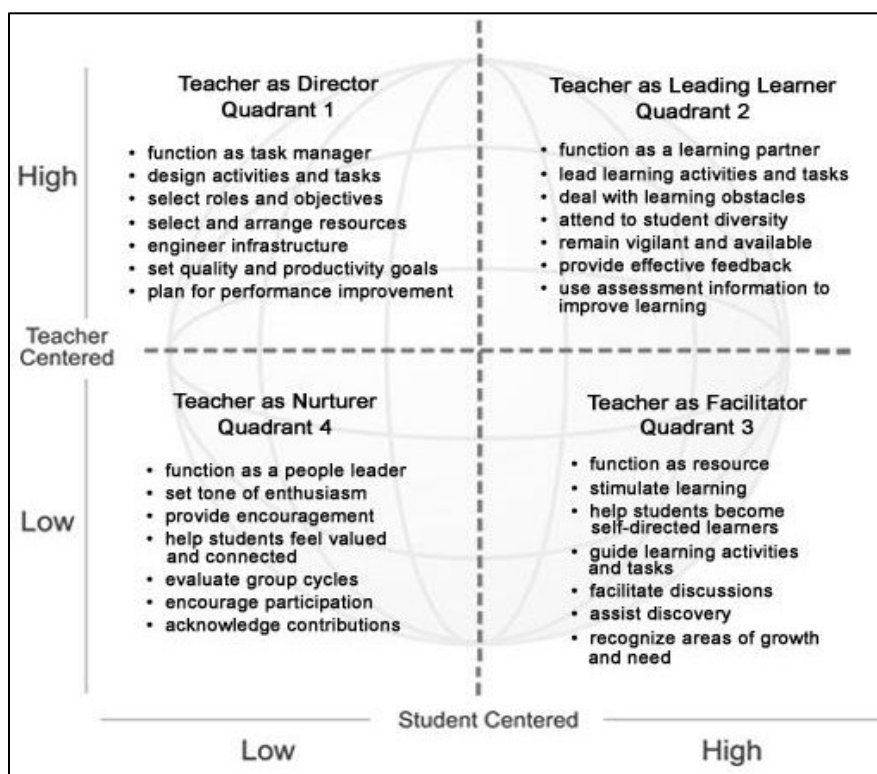 Teacher as Director
Quadrant 1
• function as task manager
• design activities and tasks
• select roles and objectives
• select and arrange resources
• engineer infrastructure
• set quality and productivity goals
• plan for performance improvement
Teacher as Leading Learner
Quadrant 2
• function as a learning partner
• lead learning activities and tasks
• deal with learning obstacles
• attend to student diversity
• remain vigilant and available
• provide effective feedback
• use assessment information to
improve learning
High
Teacher
Centered
Low
Teacher as Nurturer
Quadrant 4
• function as a people leader
• set tone of enthusiasm
• provide encouragement
• help students feel valued
and connected
• evaluate group cycles
• encourage participation
• acknowledge contributions
Teacher as Facilitator
Quadrant 3
• function as resource
• stimulate learning
• help students become
self-directed learners
• guide learning activities
and tasks
• facilitate discussions
• assist discovery
• recognize areas of growth
and need
Student Centered
Low
High